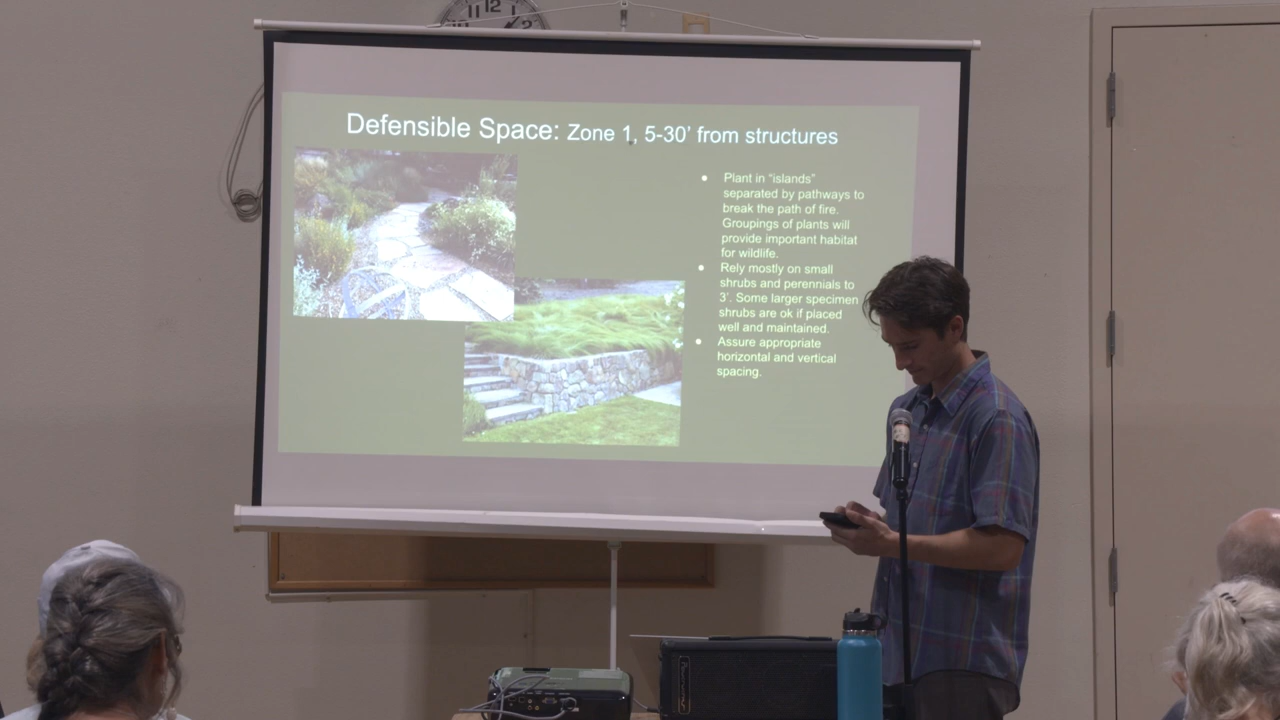 12
Defensible Space: Zone 1, 5-30' from structures
• Plant in “islands”
separated by pathways to
break the path of fire.
Groupings of plants will
provide important habitat
for wildlife.
• Rely mostly on small
shrubs and perennials to
3'. Some larger specimen
shrubs are ok if placed
well and maintained.
• Assure appropriate
horizontal and vertical
spacing.